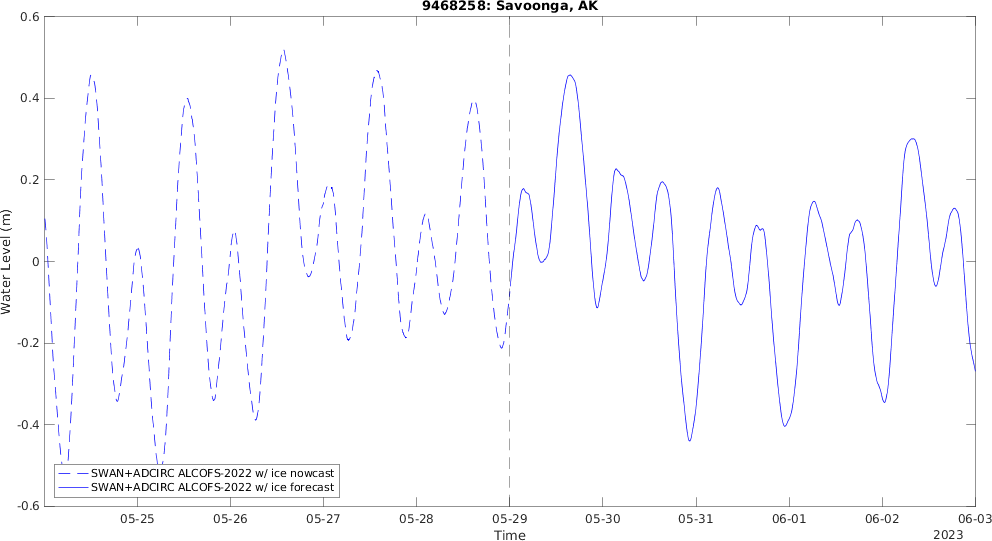 9468258: Savoonga, AK
0.6
0.4
0.2
0
-0.2
-0.4
-0.6
Water Level (m)
SWAN+ADCIRC ALCOFS-2022 w/ ice nowcast
SWAN+ADCIRC ALCOFS-2022 w/ ice forecast
05-25 05-26 05-27 05-28 05-29 05-30 05-31 06-01 06-02 06-03
Time
2023